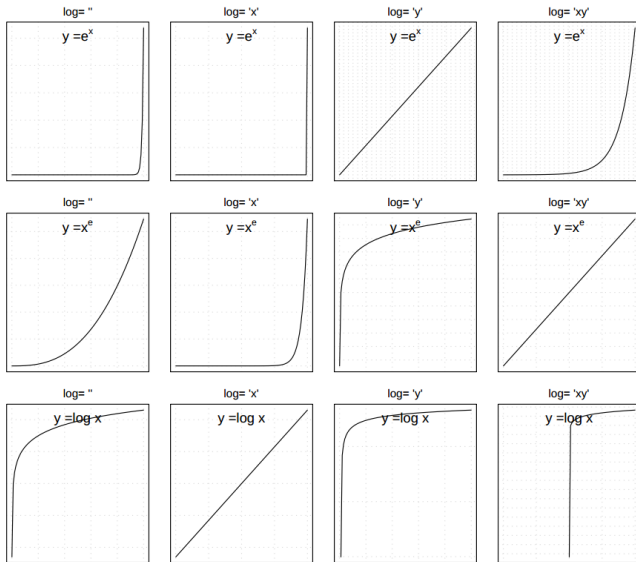 log= ''
log= 'x'
log= 'y'
log= 'xy'
y =e^x
y =e^x
y =e^x
y =e^x
log= ''
log= 'x'
log= 'y'
log= 'xy'
y =x^e
y =x^e
y =x^e
y =x^e
log= ''
log= 'x'
log= 'y'
log= 'xy'
y =log x
y =log x
y =log x
y =log x